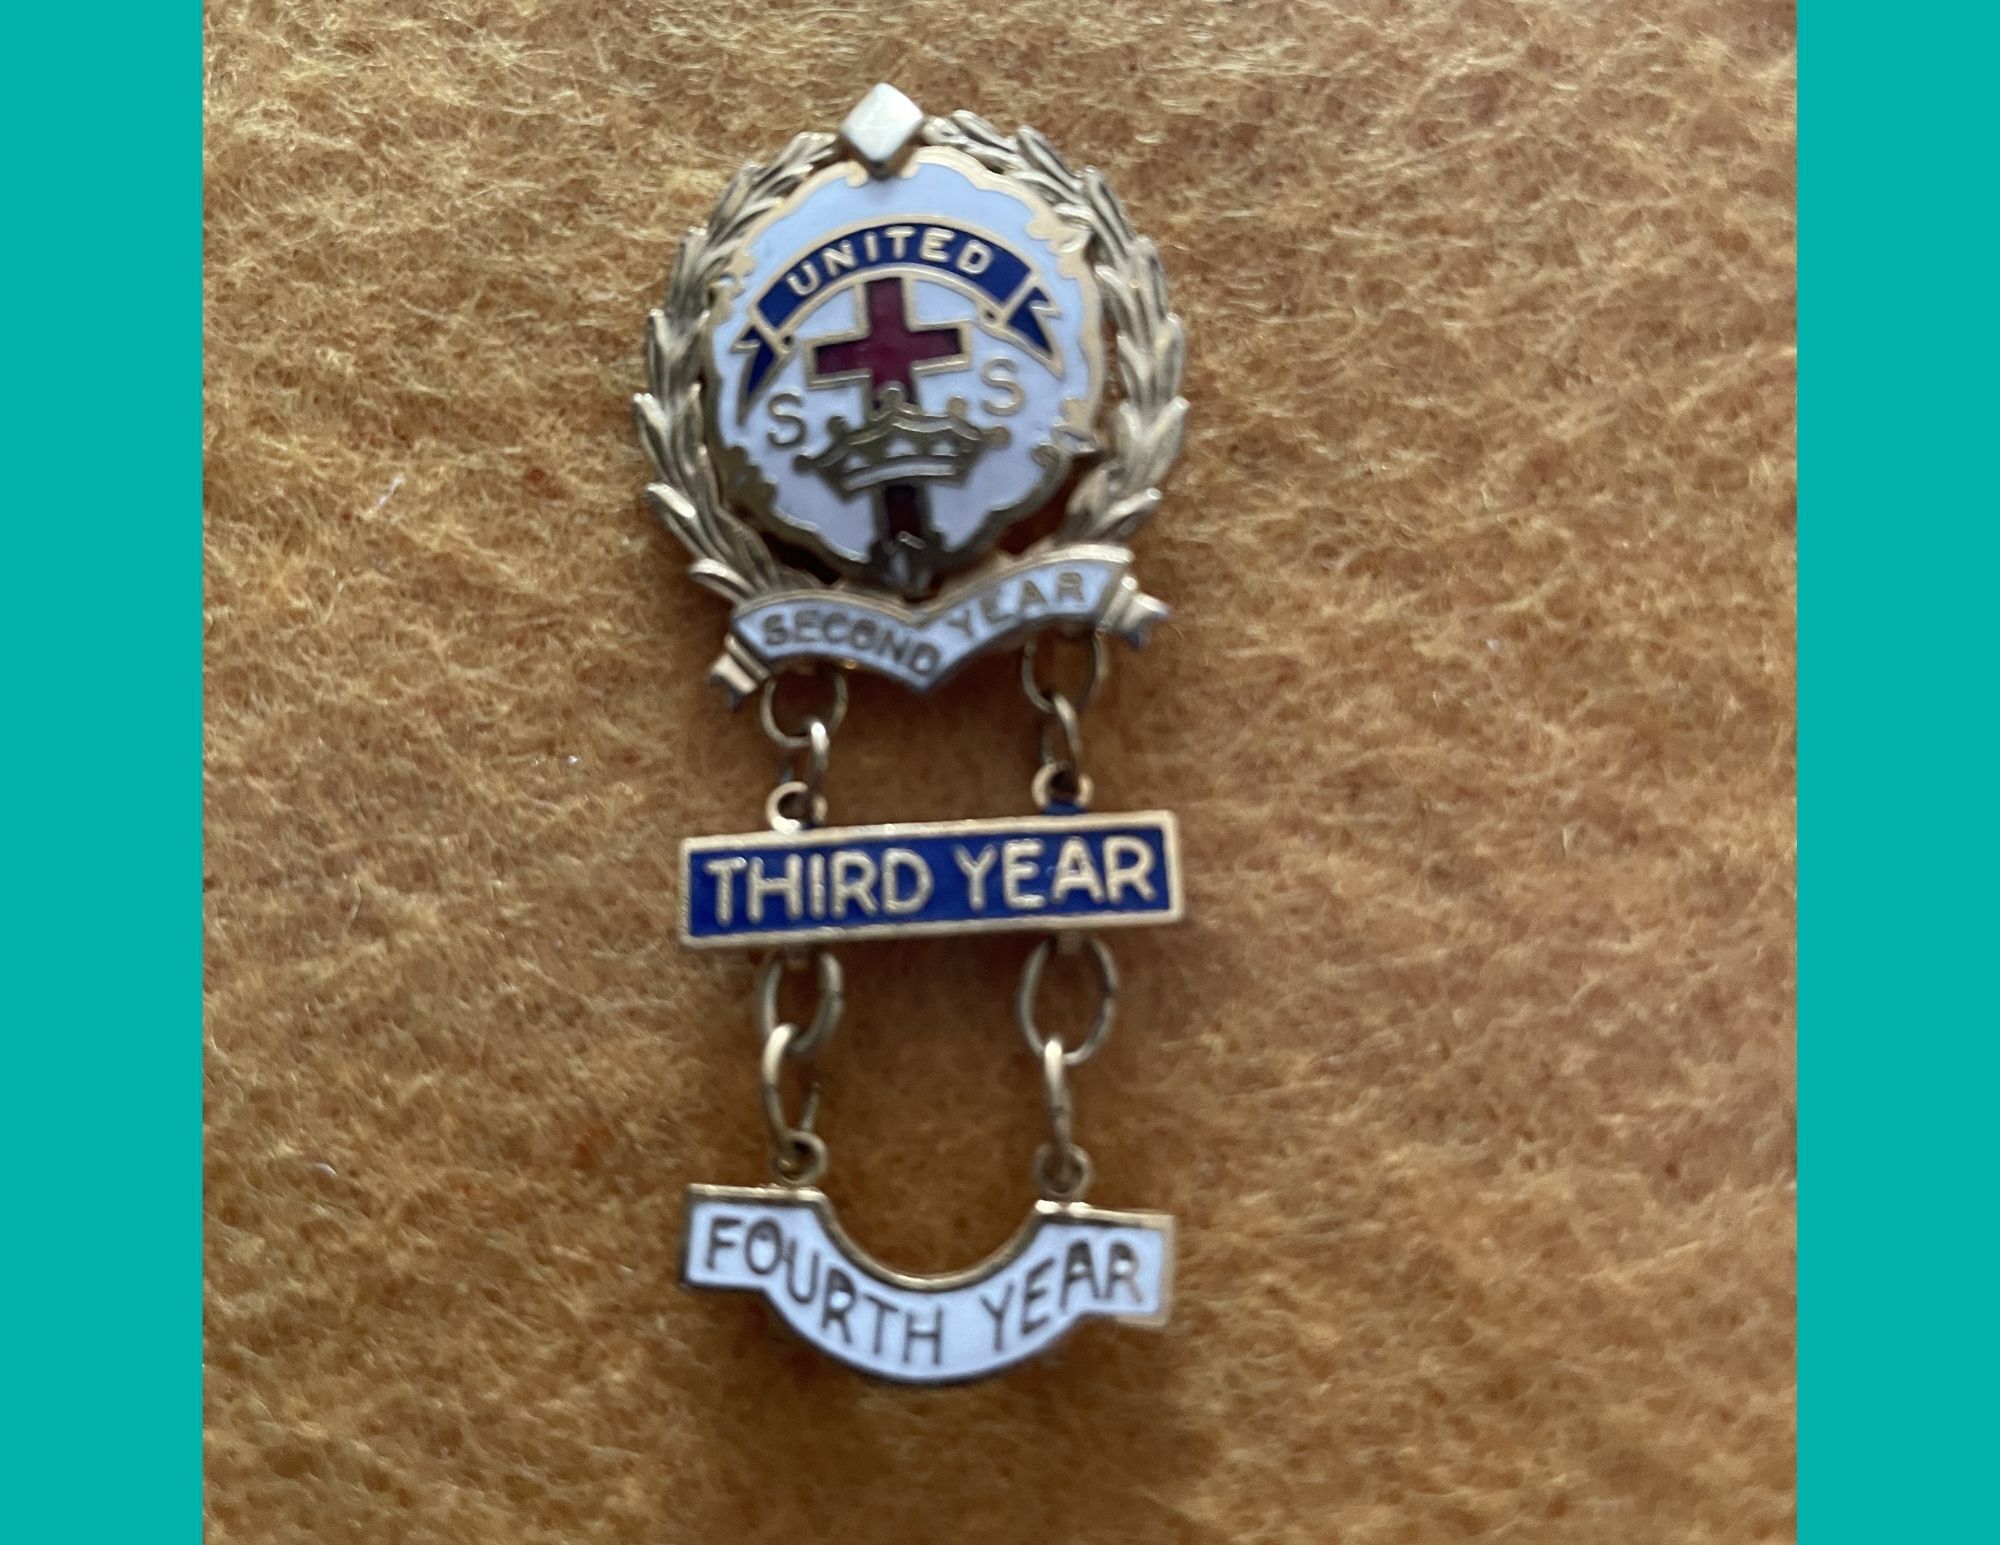 UNITED
S S
SECOND YEAR
THIRD YEAR
FOURTH YEAR